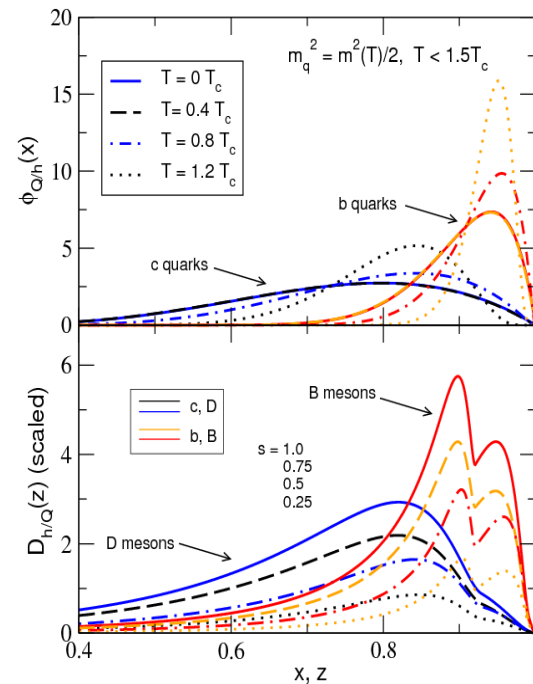 20
15
10
5
0
ϕ_Q/h(x)
T = 0 T_c
T= 0.4 T_c
T = 0.8 T_c
T = 1.2 T_c
m_q^2 = m^2(T)/2, T < 1.5T_c
b quarks
c quarks
6
4
2
0
D_h/Q(z) (scaled)
c, D
b, B
B mesons
s = 1.0
0.75
0.5
0.25
D mesons
0.4
0.6
0.8
x, z